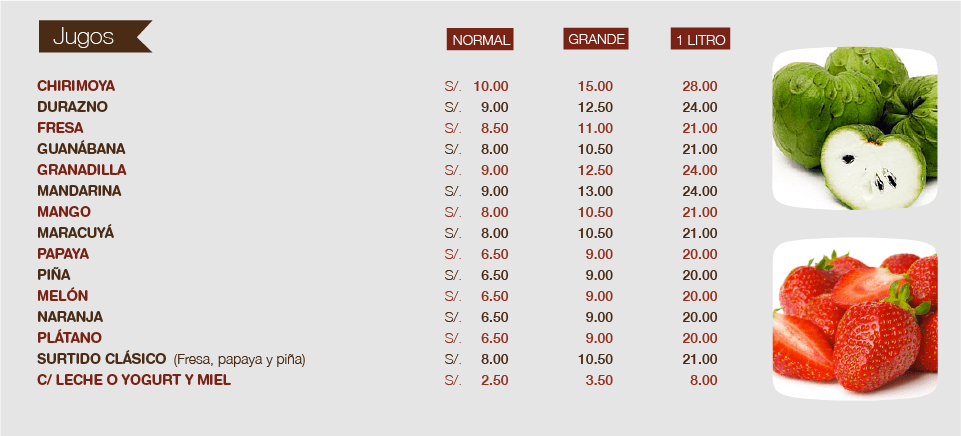 Jugos NORMAL GRANDE 1 LITRO
CHIRIMOYA S/. 10.00 15.00 28.00
DURAZNO S/. 9.00 12.50 24.00
FRESA S/. 8.50 11.00 21.00
GUANÁBANA S/. 8.00 10.50 21.00
GRANADILLA S/. 9.00 12.50 24.00
MANDARINA S/. 9.00 13.00 24.00
MANGO S/. 8.00 10.50 21.00
MARACUYÁ S/. 8.00 10.50 21.00
PAPAYA S/. 6.50 9.00 20.00
PIÑA S/. 6.50 9.00 20.00
MELÓN S/. 6.50 9.00 20.00
NARANJA S/. 6.50 9.00 20.00
PLÁTANO S/. 6.50 9.00 20.00
SURTIDO CLÁSICO (Fresa, papaya y piña) S/. 8.00 10.50 21.00
C/ LECHE O YOGURT Y MIEL S/. 2.50 3.50 8.00